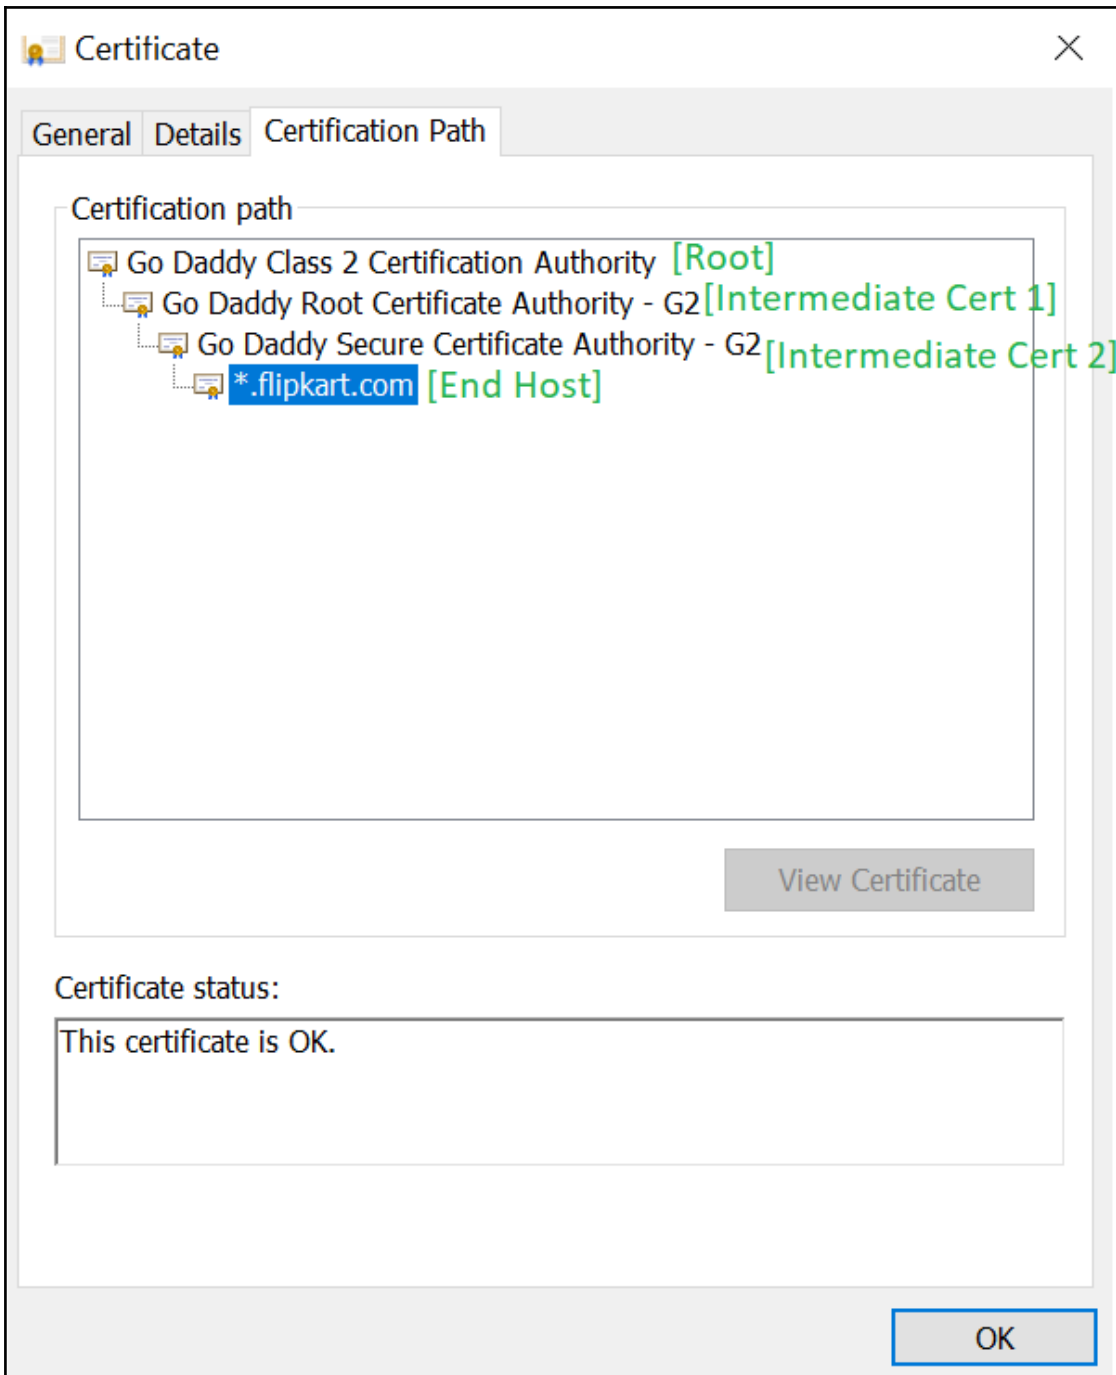 Certificate
General Details Certification Path
Certification path
Go Daddy Class 2 Certification Authority [Root]
Go Daddy Root Certificate Authority - G2 [Intermediate Cert 1]
Go Daddy Secure Certificate Authority - G2 [Intermediate Cert 2]
*.flipkart.com [End Host]
View Certificate
Certificate status:
This certificate is OK.
OK